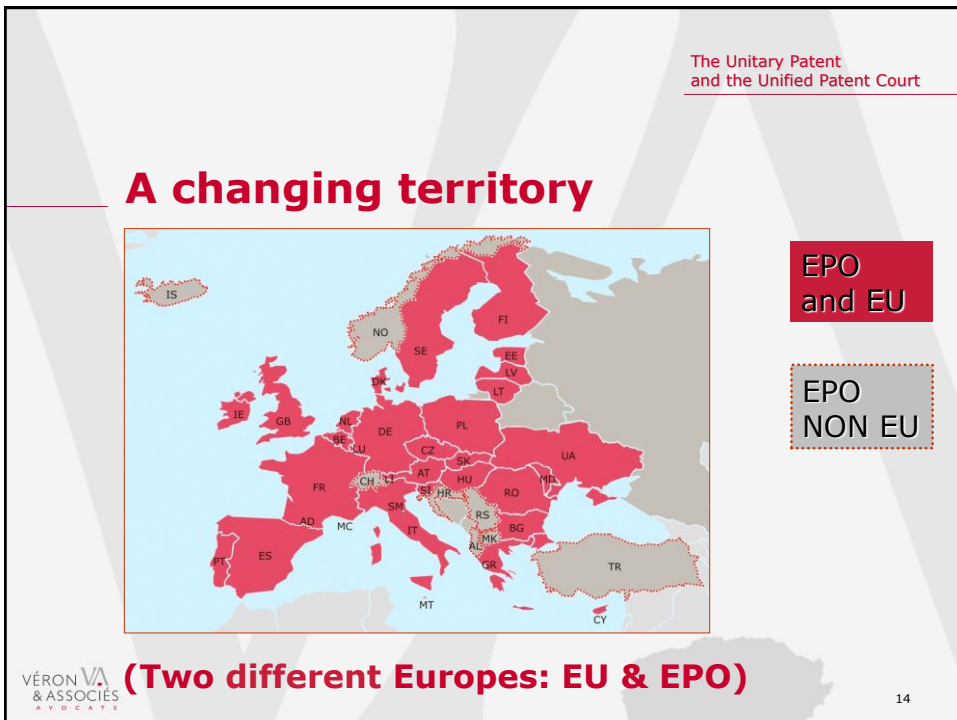 The Unitary Patent
and the Unified Patent Court
A changing territory
IS
NO
FI
SE
EE
LV
LT
DK
IE
GB
NL
BE
LU
DE
PL
CZ
SK
UA
FR
CH
LI
AT
HU
MD
SI
HR
RO
SM
RS
IT
BG
AD
MC
AL
MK
PT
ES
GR
TR
MT
CY
EPO
and EU
EPO
NON EU
(Two different Europes: EU & EPO)
VÉRON VA
& ASSOCIÉS
AVOCATS
14